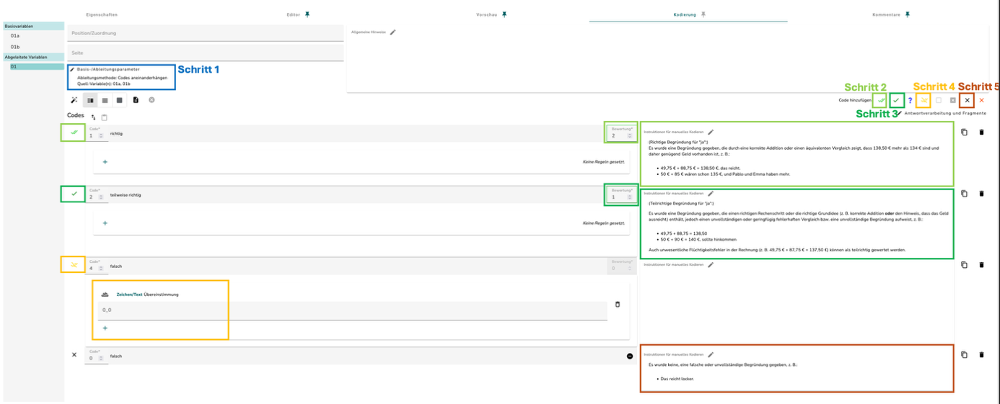 Eigenschaften
Editor
Vorschau
Kodierung
Kommentare
Basisvariablen
01a
01b
Abgeleitete Variablen
01
Position/Zuordnung
Seite
Allgemeine Hinweise
Basis-/Ableitungsparameter
Ableitungsmethode: Codes aneinanderhängen
Quell-Variable(n): 01a, 01b
Schritt 1
Schritt 2
Schritt 4
Schritt 5
Code hinzufügen
?
Schritt 3
Antwortverarbeitung und Fragmente
Codes
Code*
1
richtig
Bewertung*
2
Keine Regeln gesetzt.
Instruktionen für manuelles Kodieren
(Richtige Begründung für "ja":)
Es wurde eine Begründung gegeben, die durch eine korrekte Addition oder einen äquivalenten Vergleich zeigt, dass 138,50 € mehr als 134 € sind und
daher genügend Geld vorhanden ist, z. B.:
• 49,75 € + 88,75 € = 138,50 €, das reicht.
• 50 € + 85 € wären schon 135 €, und Pablo und Emma haben mehr.
Code*
2
teilweise richtig
Bewertung*
1
Keine Regeln gesetzt.
Instruktionen für manuelles Kodieren
(Teilrichtige Begründung für "ja":)
Es wurde eine Begründung gegeben, die einen richtigen Rechenschritt oder die richtige Grundidee (z. B. korrekte Addition oder den Hinweis, dass das Geld
ausreicht) enthält, jedoch einen unvollständigen oder geringfügig fehlerhaften Vergleich bzw. eine unvollständige Begründung aufweist, z. B.:
• 49,75 + 88,75 = 138,50
• 50 € + 90 € = 140 €, sollte hinkommen
Auch unwesentliche Flüchtigkeitsfehler in der Rechnung (z. B. 49,75 € + 87,75 € = 137,50 €) können als teilrichtig gewertet werden.
Code*
4
falsch
Bewertung*
0
Instruktionen für manuelles Kodieren
Zeichen/Text Übereinstimmung
0_0
Code*
0
falsch
Instruktionen für manuelles Kodieren
Es wurde keine, eine falsche oder unvollständige Begründung gegeben, z. B.:
• Das reicht locker.